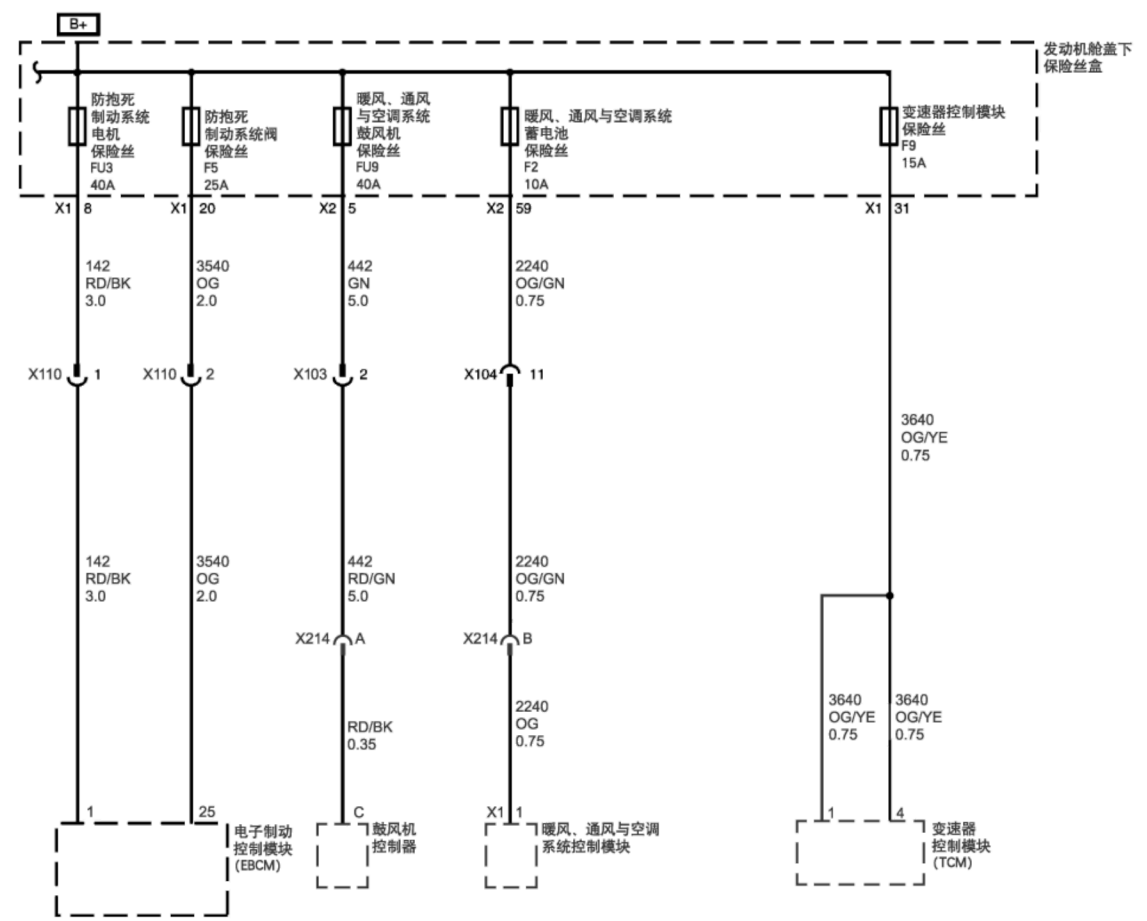 B+
发动机舱盖下
保险丝盒
防抱死
制动系统
电机
保险丝
FU3
40A
防抱死
制动系统阀
保险丝
F5
25A
暖风、通风
与空调系统
鼓风机
保险丝
FU9
40A
暖风、通风与空调系统
蓄电池
保险丝
F2
10A
变速器控制模块
保险丝
F9
15A
X1 8
X1 20
X2 5
X2 59
X1 31
142
RD/BK
3.0
3540
OG
2.0
442
GN
5.0
2240
OG/GN
0.75
X110 1
X110 2
X103 2
X104 11
3640
OG/YE
0.75
142
RD/BK
3.0
3540
OG
2.0
442
RD/GN
5.0
2240
OG/GN
0.75
X214 A
X214 B
RD/BK
0.35
2240
OG
0.75
3640
OG/YE
0.75
3640
OG/YE
0.75
1
25
C
X1 1
1
4
电子制动
控制模块
(EBCM)
鼓风机
控制器
暖风、通风与空调
系统控制模块
变速器
控制模块
(TCM)